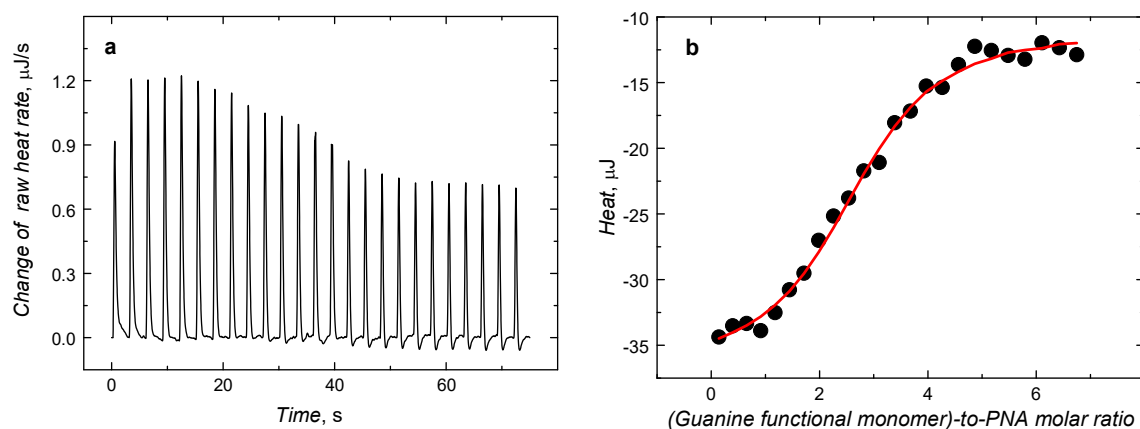 a
Change of raw heat rate, μJ/s
1.2
0.9
0.6
0.3
0.0
0 20 40 60
Time, s
b
Heat, μJ
-10
-15
-20
-25
-30
-35
0 2 4 6
(Guanine functional monomer)-to-PNA molar ratio